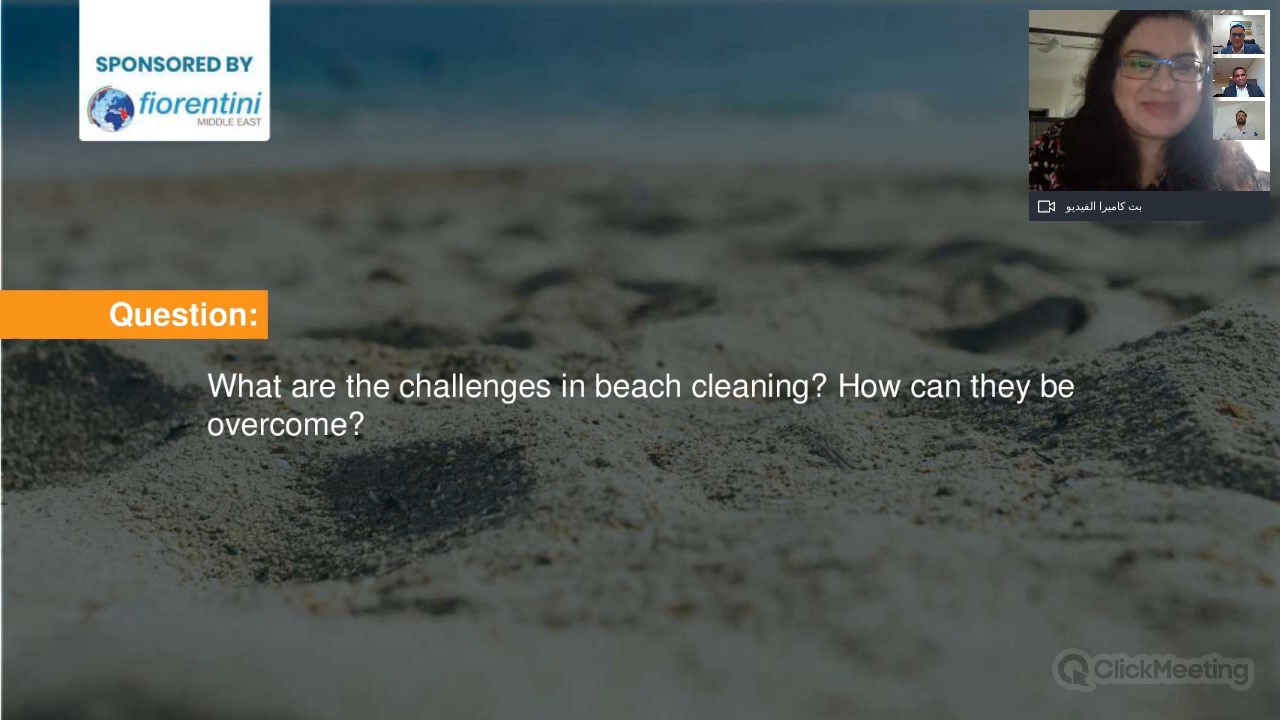 SPONSORED BY
fiorentini
MIDDLE EAST
بث كاميرا الفيديو
Question:
What are the challenges in beach cleaning? How can they be
overcome?
ClickMeeting